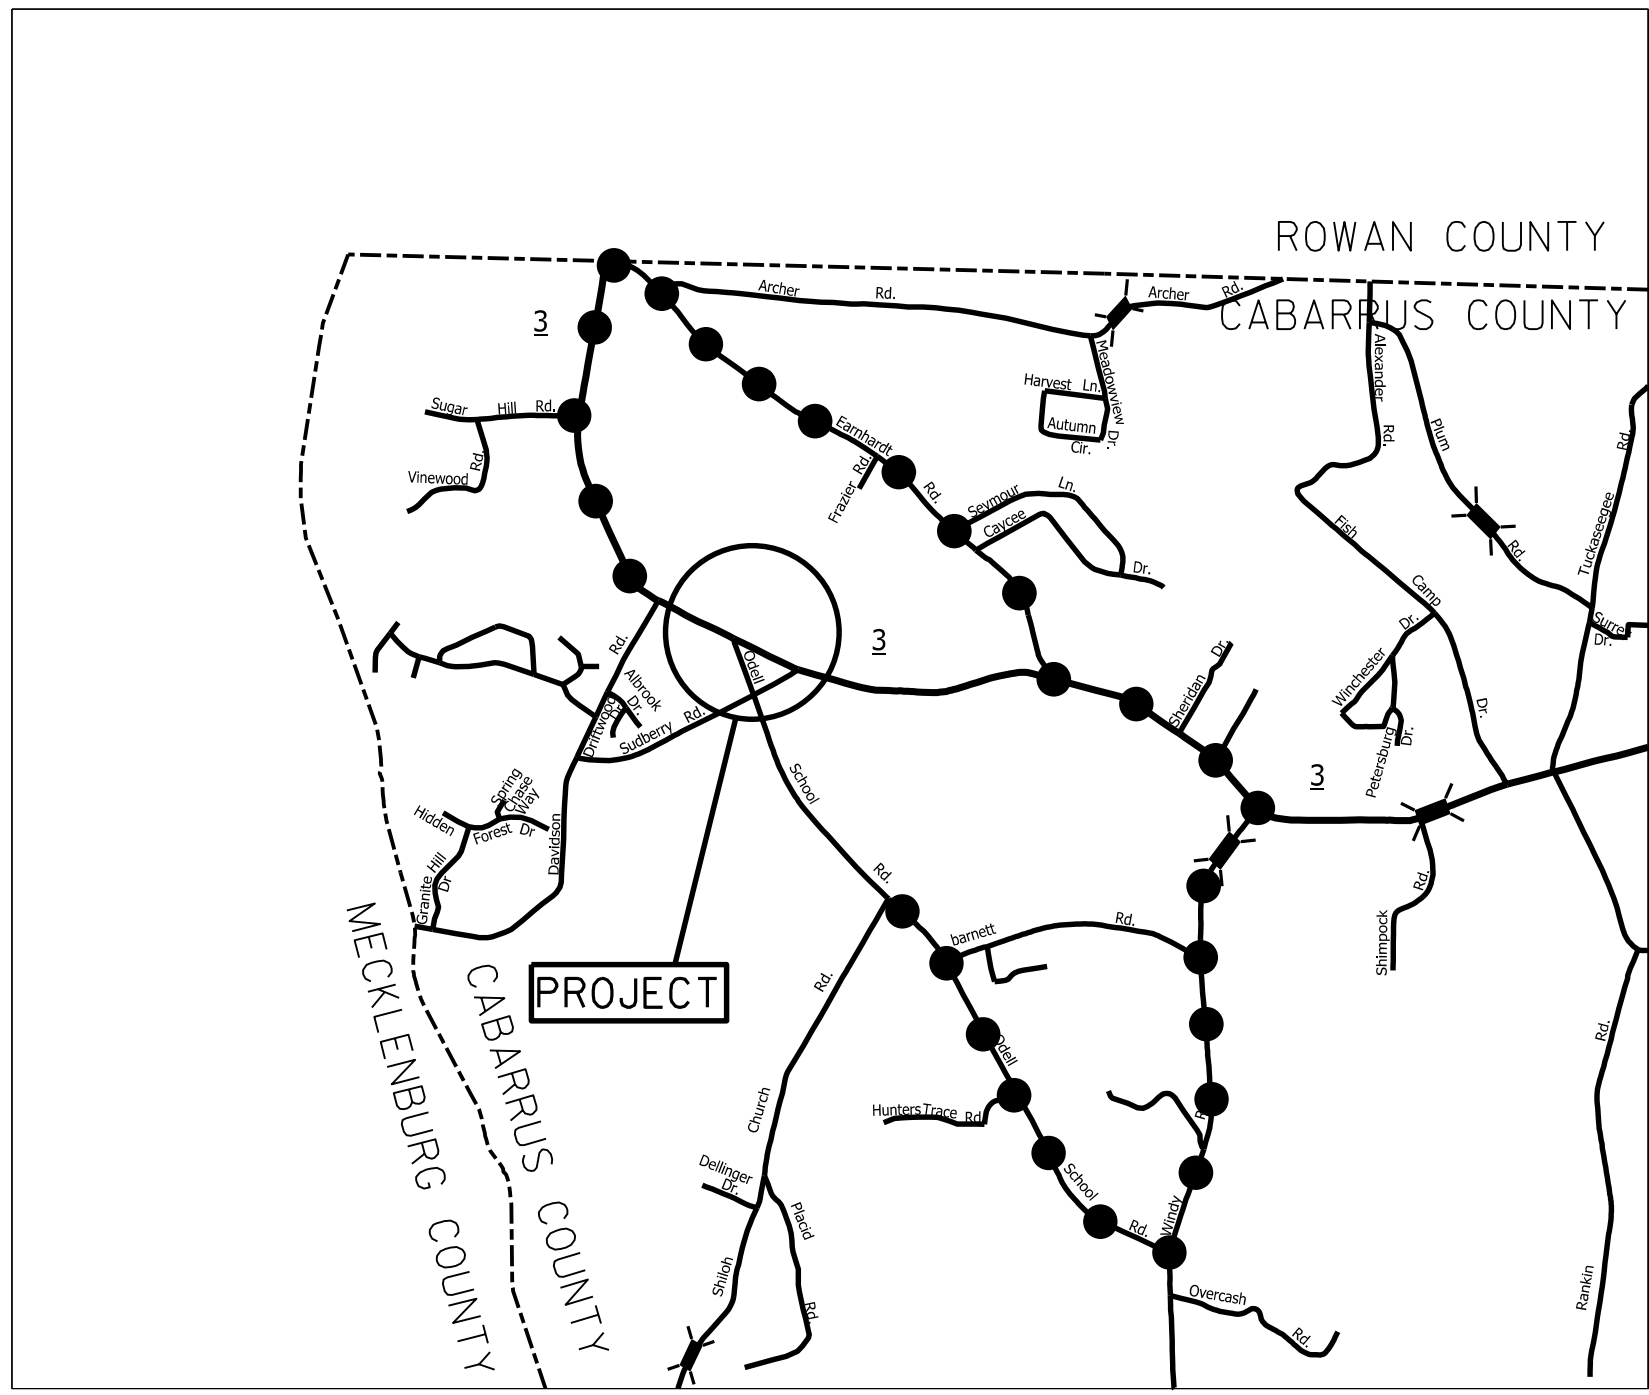 ROWAN COUNTY
CABARRUS COUNTY
Archer Rd.
Archer Rd.
3
Sugar Hill Rd.
Vinewood Rd.
Harvest Ln.
Meadowview Dr.
Autumn
Cir.
Alexander Rd.
Plum Rd.
Tuckaseegee Rd.
Earnhardt Rd.
Frazier Rd.
Seymour Ln.
Caycee Dr.
Fish Camp Dr.
Surre
Dr.
Winchester Dr.
Petersburg Dr.
3
Sheridan Dr.
Driftwood Rd.
Albrook
Dr.
Dr.
Sudberry Rd.
Odell School Rd.
3
Spring
Chase
Way
Hidden Forest Dr
Granite Hill
Dr
Davidson
MECKLENBURG COUNTY
CABARRUS COUNTY
PROJECT
barnett Rd.
Shimpock Rd.
Odell School Rd.
Hunters Trace Rd.
Windy R
Church Rd.
Dellinger
Dr.
Placid Rd.
Shiloh
Overcash Rd.
Rankin Rd.